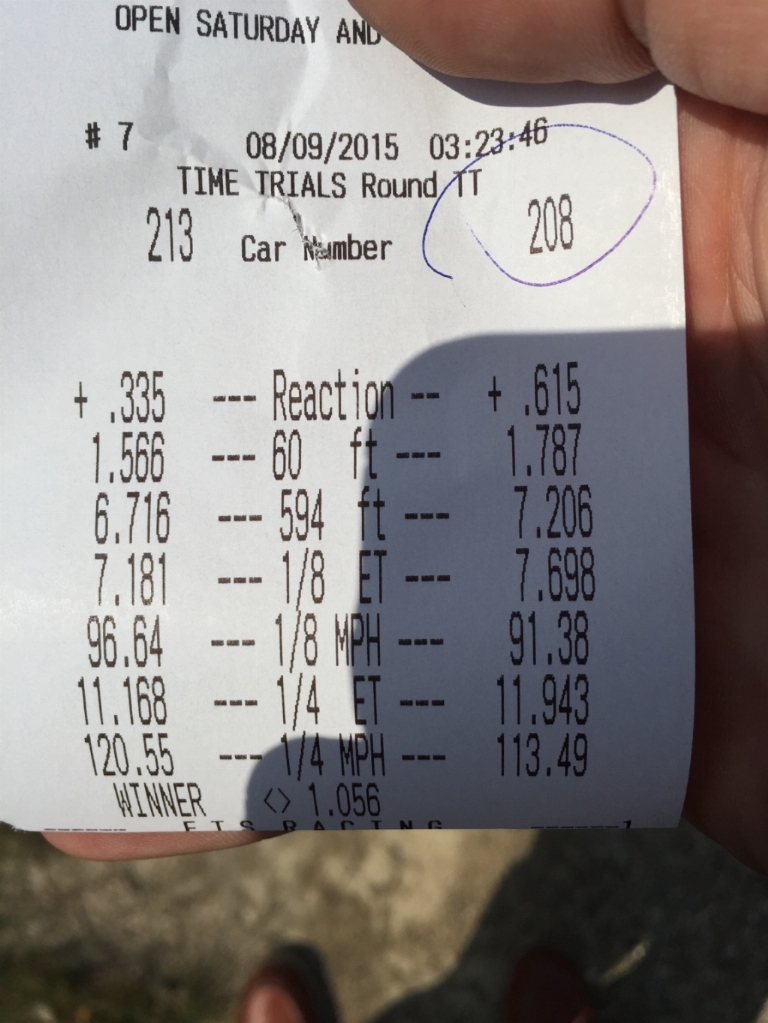 OPEN SATURDAY AND
# 7 08/09/2015 03:23:46
TIME TRIALS Round TT
213 Car Number 208
+ .335 --- Reaction -- + .615
1.566 --- 60 ft --- 1.787
6.716 --- 594 ft --- 7.206
7.181 --- 1/8 ET --- 7.698
96.64 --- 1/8 MPH --- 91.38
11.168 --- 1/4 ET --- 11.943
120.55 --- 1/4 MPH --- 113.49
WINNER <> 1.056
RACING